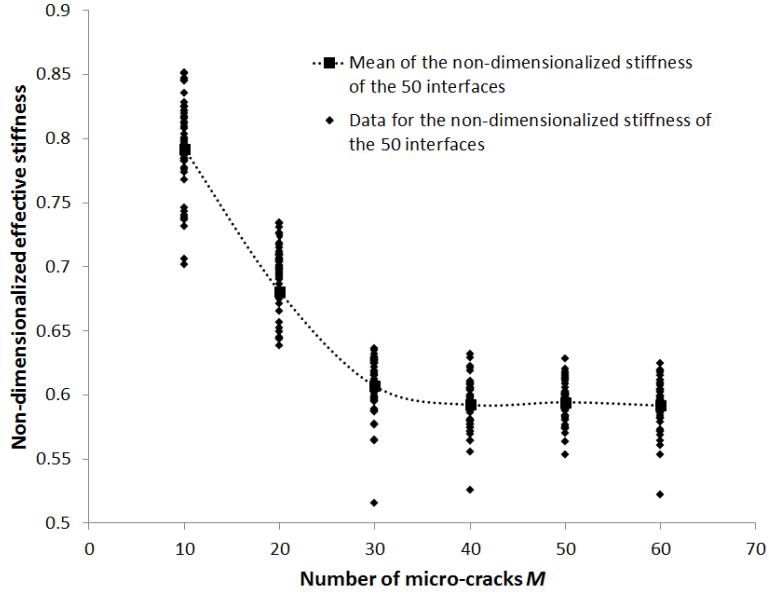 0.9
0.85
0.8
0.75
0.7
0.65
0.6
0.55
0.5
Non-dimensionalized effective stiffness
Mean of the non-dimensionalized stiffness
of the 50 interfaces
Data for the non-dimensionalized stiffness of
the 50 interfaces
0 10 20 30 40 50 60 70
Number of micro-cracks M